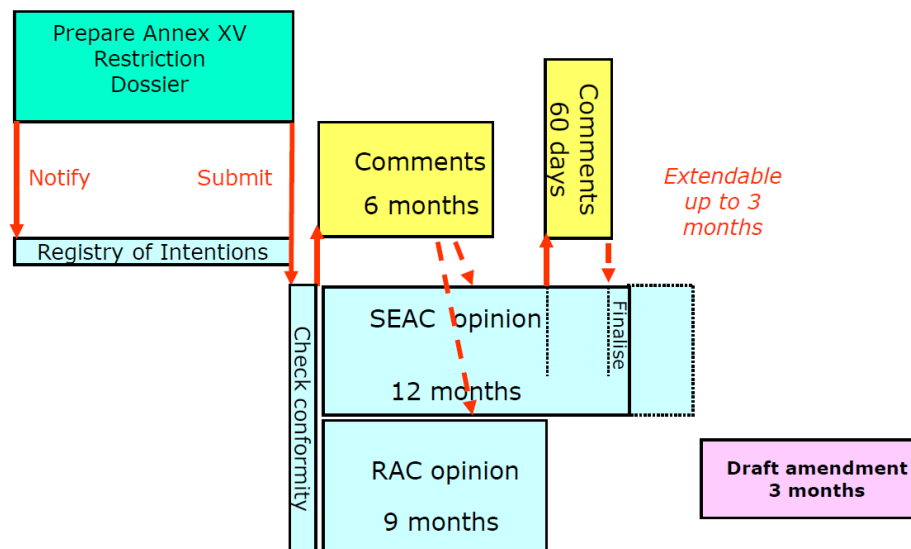 Prepare Annex XV
Restriction
Dossier
Notify
Submit
Registry of Intentions
Comments
6 months
Comments
60 days
Extendable
up to 3
months
Check conformity
SEAC opinion
12 months
Finalise
RAC opinion
9 months
Draft amendment
3 months